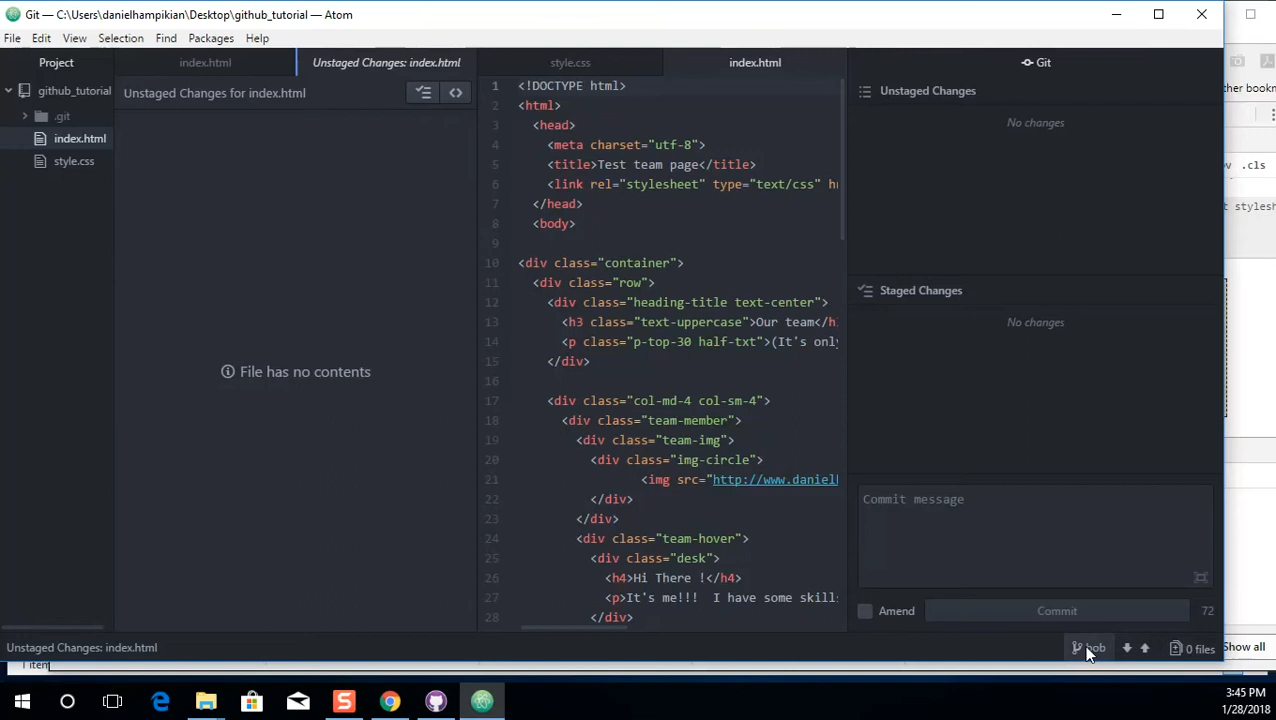 Git — C:\Users\danielhampikian\Desktop\github_tutorial — Atom
File Edit View Selection Find Packages Help
Project
index.html
Unstaged Changes: index.html
style.css
index.html
Git
github_tutorial
.git
index.html
style.css
Unstaged Changes for index.html
File has no contents
1 <!DOCTYPE html>
2 <html>
3 <head>
4 <meta charset="utf-8">
5 <title>Test team page</title>
6 <link rel="stylesheet" type="text/css"
7 </head>
8 <body>
9
10 <div class="container">
11 <div class="row">
12 <div class="heading-title text-center">
13 <h3 class="text-uppercase">Our team</h
14 <p class="p-top-30 half-txt">(It's only
15 </div>
16
17 <div class="col-md-4 col-sm-4">
18 <div class="team-member">
19 <div class="team-img">
20 <div class="img-circle">
21 <img src="http://www.daniel
22 </div>
23 </div>
24 <div class="team-hover">
25 <div class="desk">
26 <h4>Hi There !</h4>
27 <p>It's me!!!  I have some skill
28 </div>
Unstaged Changes
No changes
Staged Changes
No changes
Commit message
Amend
Commit
72
Unstaged Changes: index.html
bob
0 files
ther bookm
.cls
t stylesh
Show all
1 item
3:45 PM
1/28/2018